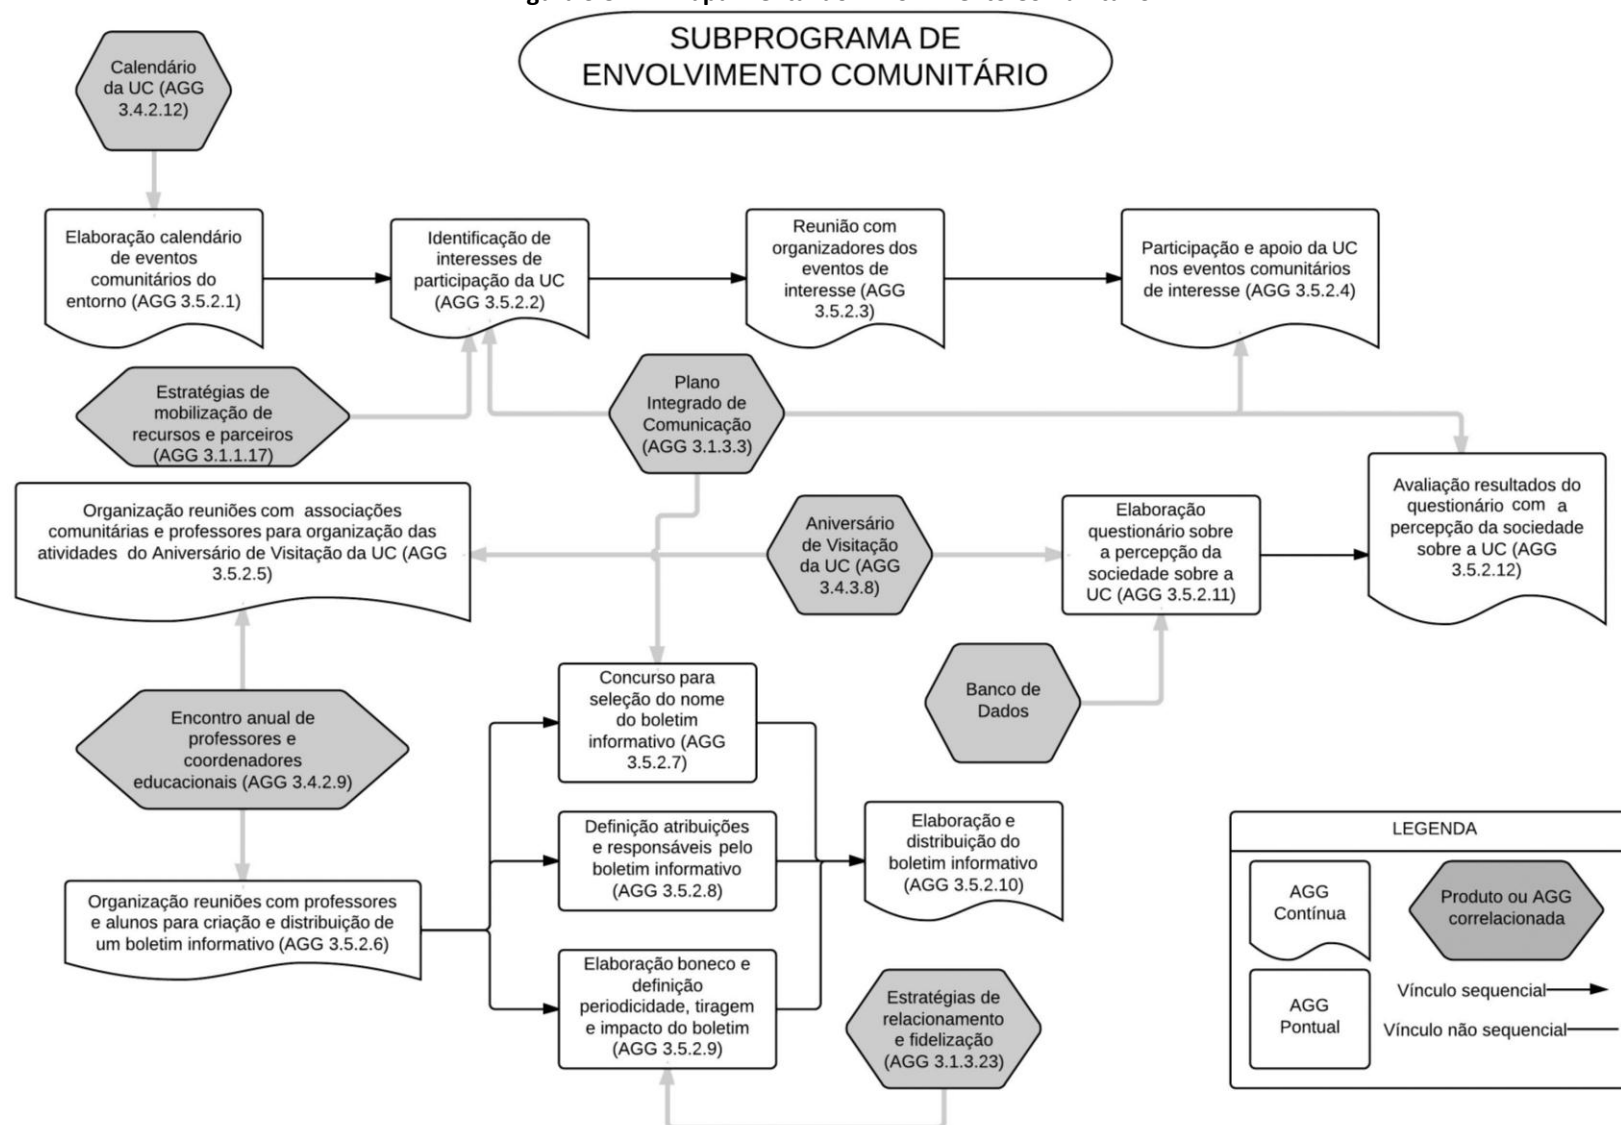 SUBPROGRAMA DE
ENVOLVIMENTO COMUNITÁRIO
Calendário
da UC (AGG
3.4.2.12)
Elaboração calendário
de eventos
comunitários do
entorno (AGG 3.5.2.1)
Identificação de
interesses de
participação da UC
(AGG 3.5.2.2)
Reunião com
organizadores dos
eventos de
interesse (AGG
3.5.2.3)
Participação e apoio da UC
nos eventos comunitários
de interesse (AGG 3.5.2.4)
Estratégias de
mobilização de
recursos e parceiros
(AGG 3.1.1.17)
Plano
Integrado de
Comunicação
(AGG 3.1.3.3)
Organização reuniões com associações
comunitárias e professores para organização das
atividades do Aniversário de Visitação da UC (AGG
3.5.2.5)
Aniversário
de Visitação
da UC (AGG
3.4.3.8)
Elaboração
questionário sobre
a percepção da
sociedade sobre a
UC (AGG 3.5.2.11)
Avaliação resultados do
questionário com a
percepção da sociedade
sobre a UC (AGG
3.5.2.12)
Banco de
Dados
Encontro anual de
professores e
coordenadores
educacionais (AGG 3.4.2.9)
Concurso para
seleção do nome
do boletim
informativo (AGG
3.5.2.7)
Definição atribuições
e responsáveis pelo
boletim informativo
(AGG 3.5.2.8)
Elaboração e
distribuição do
boletim informativo
(AGG 3.5.2.10)
Organização reuniões com professores
e alunos para criação e distribuição de
um boletim informativo (AGG 3.5.2.6)
Elaboração boneco e
definição
periodicidade, tiragem
e impacto do boletim
(AGG 3.5.2.9)
Estratégias de
relacionamento
e fidelização
(AGG 3.1.3.23)
LEGENDA
AGG
Contínua
Produto ou AGG
correlacionada
AGG
Pontual
Vínculo sequencial
Vínculo não sequencial